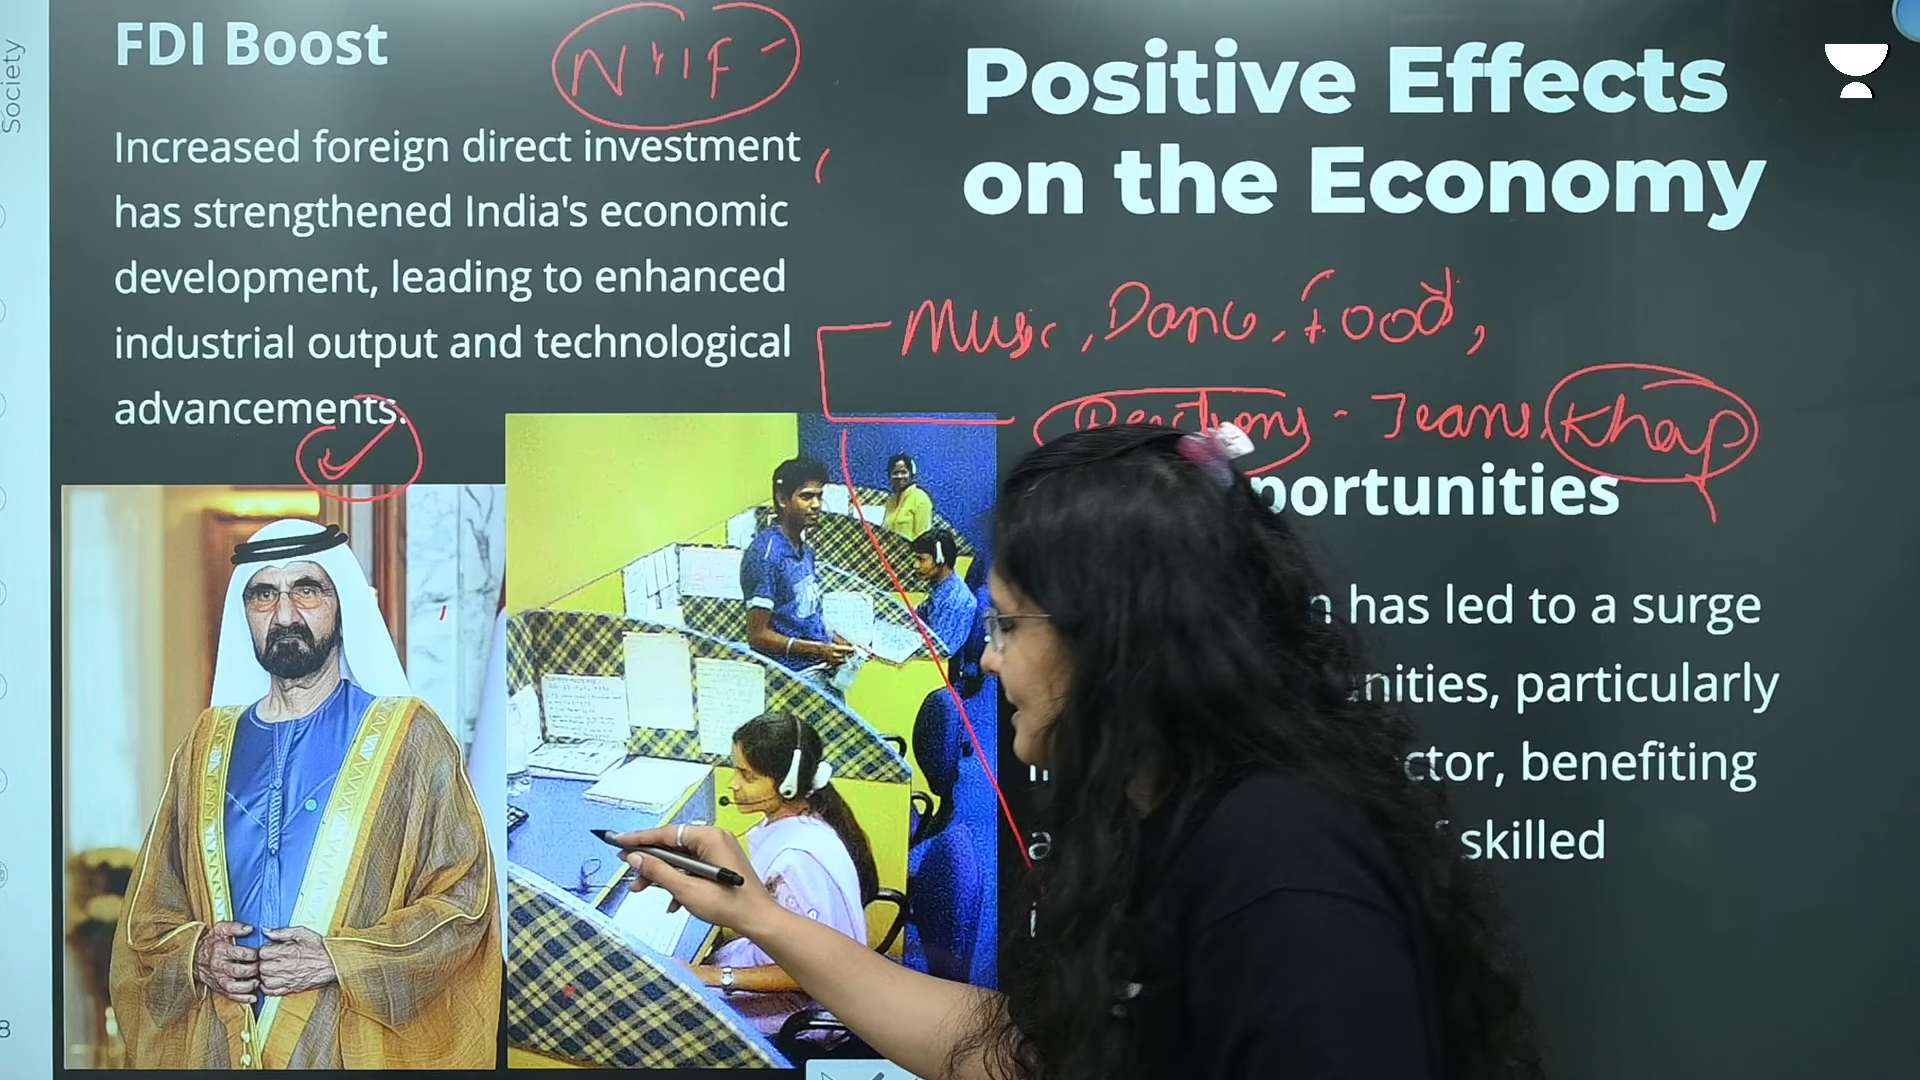 Society
FDI Boost
Increased foreign direct investment
has strengthened India's economic
development, leading to enhanced
industrial output and technological
advancements.
Positive Effects
on the Economy
Music, Dance, Food,
- Jeans, Khap
portunities
n has led to a surge
nities, particularly
ctor, benefiting
skilled
8